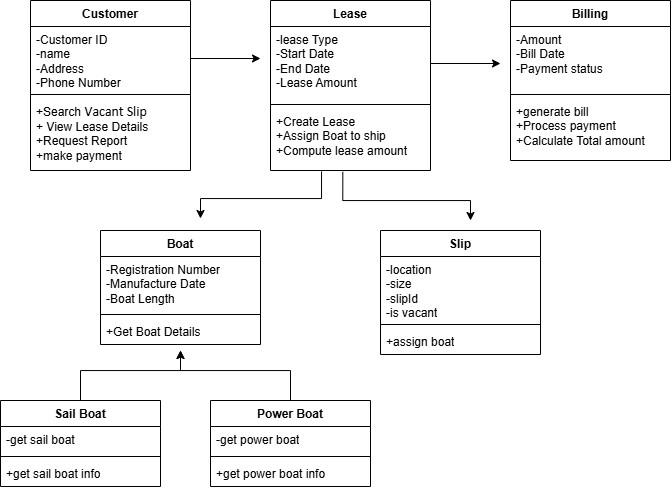 Customer
-Customer ID
-name
-Address
-Phone Number
+Search Vacant Slip
+ View Lease Details
+Request Report
+make payment
Lease
-lease Type
-Start Date
-End Date
-Lease Amount
+Create Lease
+Assign Boat to ship
+Compute lease amount
Billing
-Amount
-Bill Date
-Payment status
+generate bill
+Process payment
+Calculate Total amount
Boat
-Registration Number
-Manufacture Date
-Boat Length
+Get Boat Details
Slip
-location
-size
-slipId
-is vacant
+assign boat
Sail Boat
-get sail boat
+get sail boat info
Power Boat
-get power boat
+get power boat info